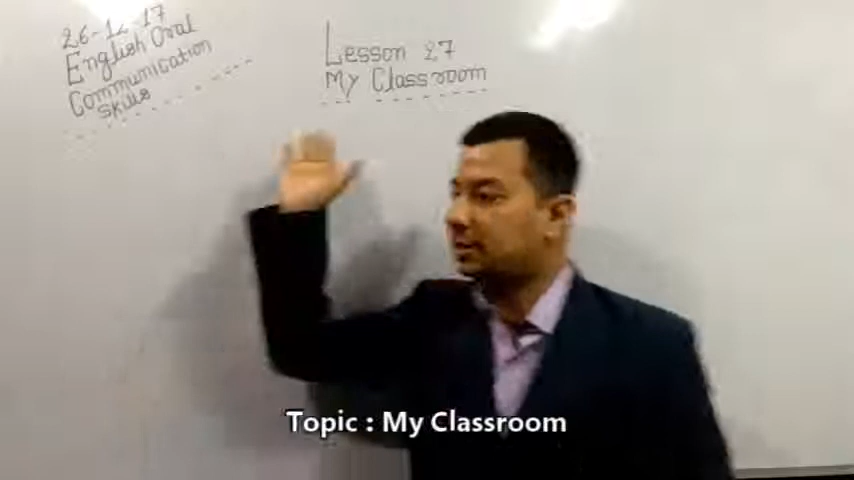 26-12-17
English Oral
Communication
skills
Lesson 27
My Classroom
Topic : My Classroom